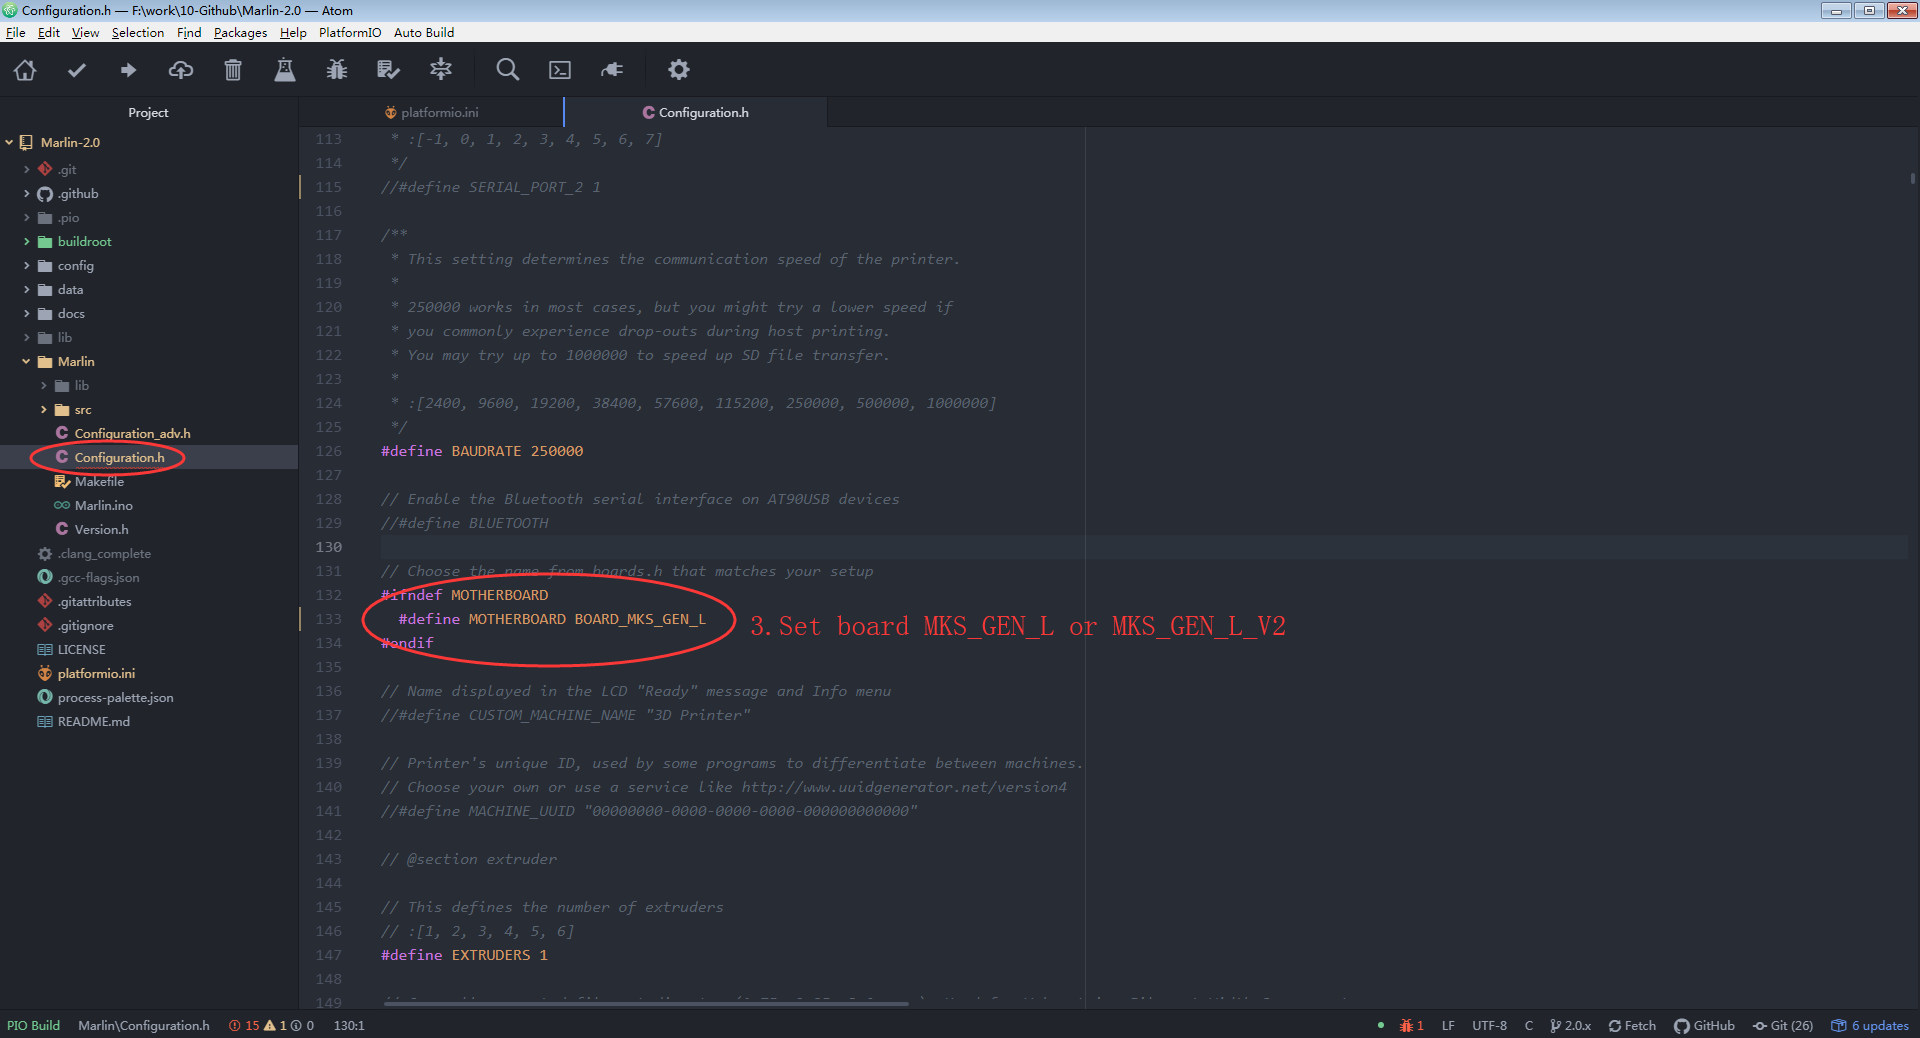 Configuration.h — F:\work\10-Github\Marlin-2.0 — Atom
File Edit View Selection Find Packages Help PlatformIO Auto Build
Project
platformio.ini
Configuration.h
Marlin-2.0
.git
.github
.pio
buildroot
config
data
docs
lib
Marlin
lib
src
Configuration_adv.h
Configuration.h
Makefile
Marlin.ino
Version.h
.clang_complete
.gcc-flags.json
.gitattributes
.gitignore
LICENSE
platformio.ini
process-palette.json
README.md
113 * :[-1, 0, 1, 2, 3, 4, 5, 6, 7]
114 */
115 //#define SERIAL_PORT_2 1
116
117 /**
118 * This setting determines the communication speed of the printer.
119 *
120 * 250000 works in most cases, but you might try a lower speed if
121 * you commonly experience drop-outs during host printing.
122 * You may try up to 1000000 to speed up SD file transfer.
123 *
124 * :[2400, 9600, 19200, 38400, 57600, 115200, 250000, 500000, 1000000]
125 */
126 #define BAUDRATE 250000
127
128 // Enable the Bluetooth serial interface on AT90USB devices
129 //#define BLUETOOTH
130
131 // Choose the name from boards.h that matches your setup
132 #ifndef MOTHERBOARD
133 #define MOTHERBOARD BOARD_MKS_GEN_L
3.Set board MKS_GEN_L or MKS_GEN_L_V2
134 #endif
135
136 // Name displayed in the LCD "Ready" message and Info menu
137 //#define CUSTOM_MACHINE_NAME "3D Printer"
138
139 // Printer's unique ID, used by some programs to differentiate between machines.
140 // Choose your own or use a service like http://www.uuidgenerator.net/version4
141 //#define MACHINE_UUID "00000000-0000-0000-0000-000000000000"
142
143 // @section extruder
144
145 // This defines the number of extruders
146 // :[1, 2, 3, 4, 5, 6]
147 #define EXTRUDERS 1
148
149
PIO Build Marlin\Configuration.h 15 1 0 130:1 1 LF UTF-8 C 2.0.x Fetch GitHub Git (26) 6 updates